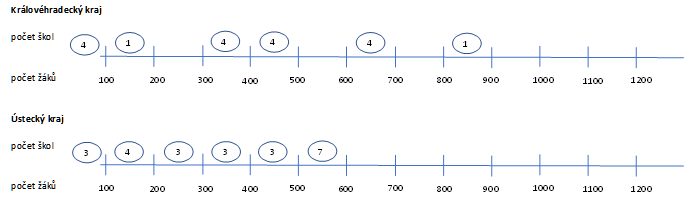 Královéhradecký kraj
počet škol
4 1 4 4 4 1
počet žáků
100 200 300 400 500 600 700 800 900 1000 1100 1200
Ústecký kraj
počet škol
3 4 3 3 3 7
počet žáků
100 200 300 400 500 600 700 800 900 1000 1100 1200